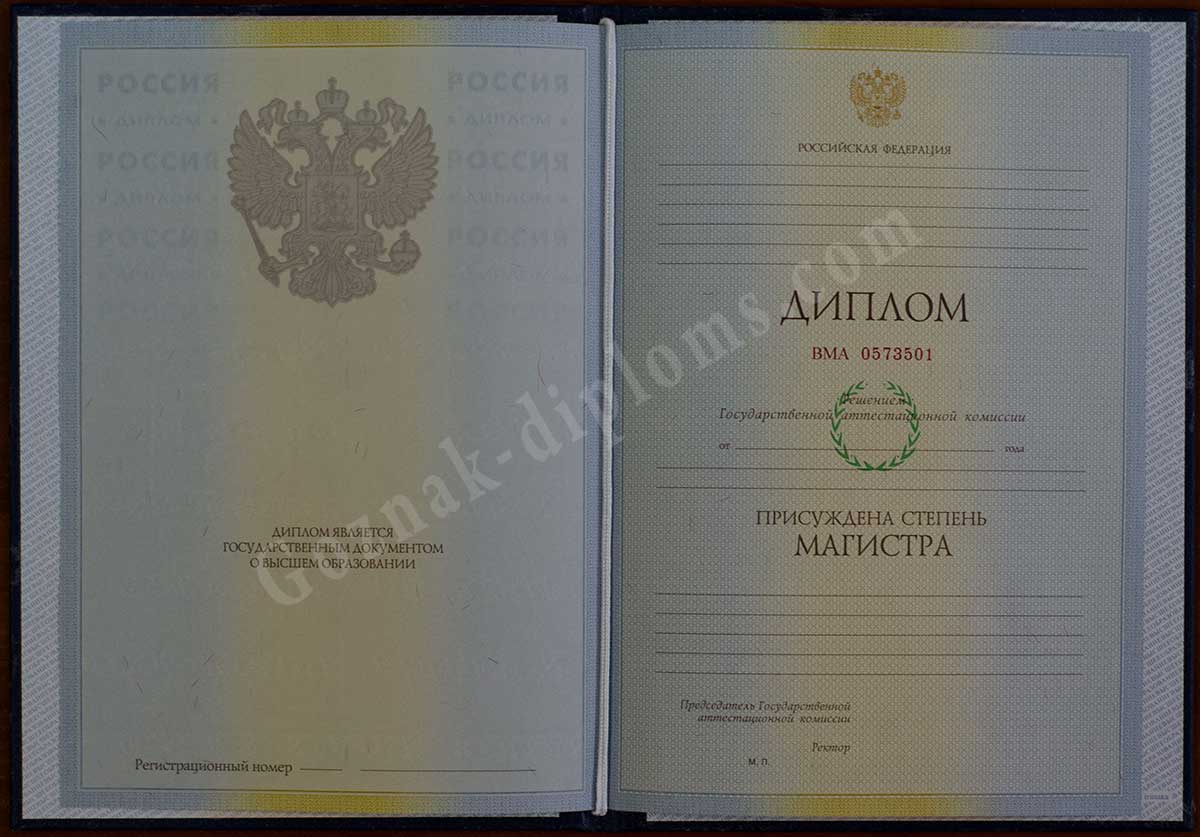 РОССИЯ РОССИЯ
ДИПЛОМ ДИПЛОМ
РОССИЯ РОССИЯ
ДИПЛОМ ДИПЛОМ
РОССИЯ РОССИЯ
ДИПЛОМ ЯВЛЯЕТСЯ
ГОСУДАРСТВЕННЫМ ДОКУМЕНТОМ
О ВЫСШЕМ ОБРАЗОВАНИИ
Регистрационный номер
РОССИЙСКАЯ ФЕДЕРАЦИЯ
ДИПЛОМ
ВМА 0573501
Решением
Государственной аттестационной комиссии
от года
ПРИСУЖДЕНА СТЕПЕНЬ
МАГИСТРА
Председатель Государственной
аттестационной комиссии
Ректор
М. П.
Goznak-diploms.com